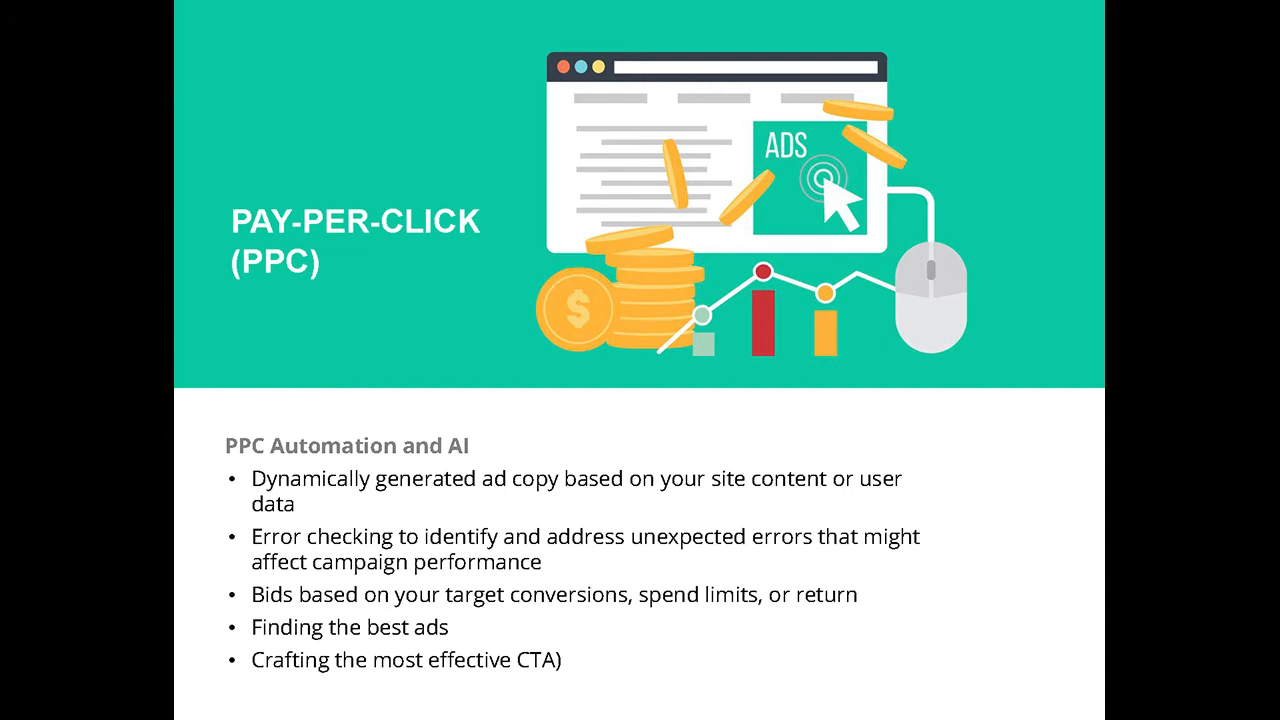 PAY-PER-CLICK
(PPC)
ADS
$
PPC Automation and AI
• Dynamically generated ad copy based on your site content or user
data
• Error checking to identify and address unexpected errors that might
affect campaign performance
• Bids based on your target conversions, spend limits, or return
• Finding the best ads
• Crafting the most effective CTA)